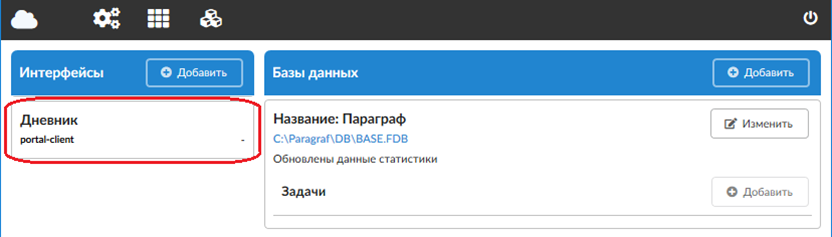 Интерфейсы
Добавить
Дневник
portal-client -
Базы данных
Добавить
Название: Параграф
Изменить
C:\Paragraf\DB\BASE.FDB
Обновлены данные статистики
Задачи
Добавить